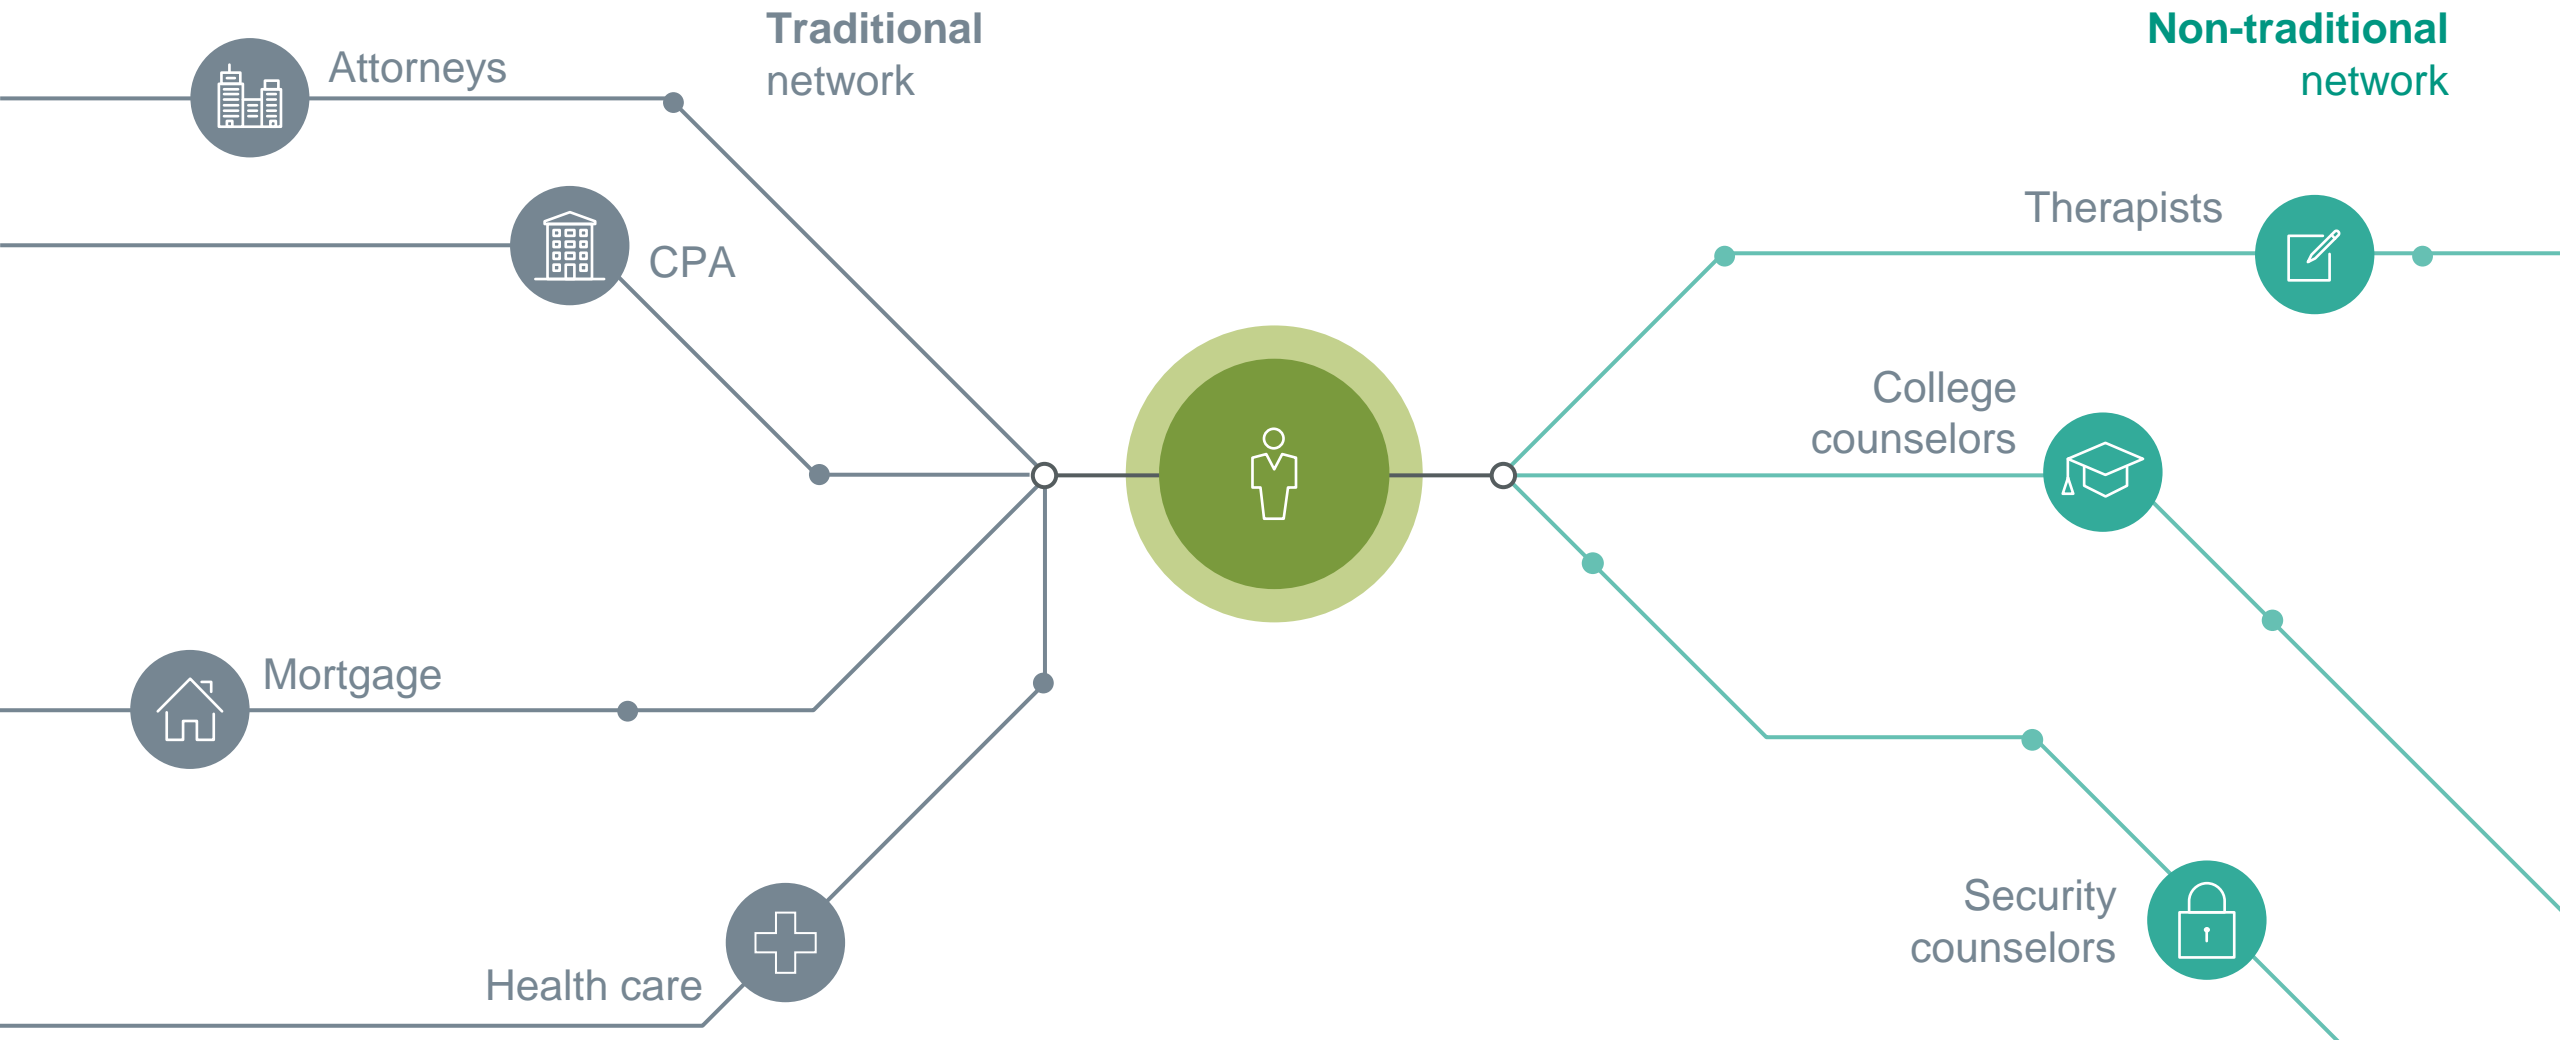 Traditional
network
Attorneys
CPA
Mortgage
Health care
Non-traditional
network
Therapists
College
counselors
Security
counselors